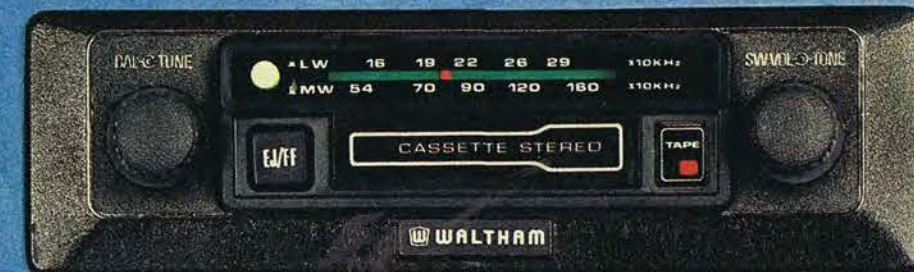 BAL-C TUNE
LW 16 19 22 26 29 x10KHz
MW 54 70 90 120 160 x10KHz
SW/VOL-O-TONE
EJ/FF
CASSETTE STEREO
TAPE
WALTHAM